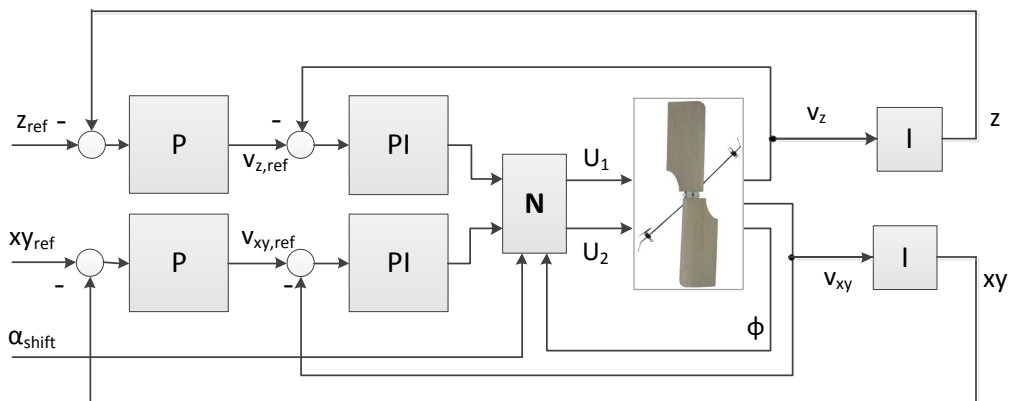 z
z_ref -
P
-
v_z,ref
PI
N
U_1
U_2
v_z
I
xy_ref
-
P
v_xy,ref
-
PI
v_xy
I
xy
α_shift
ϕ